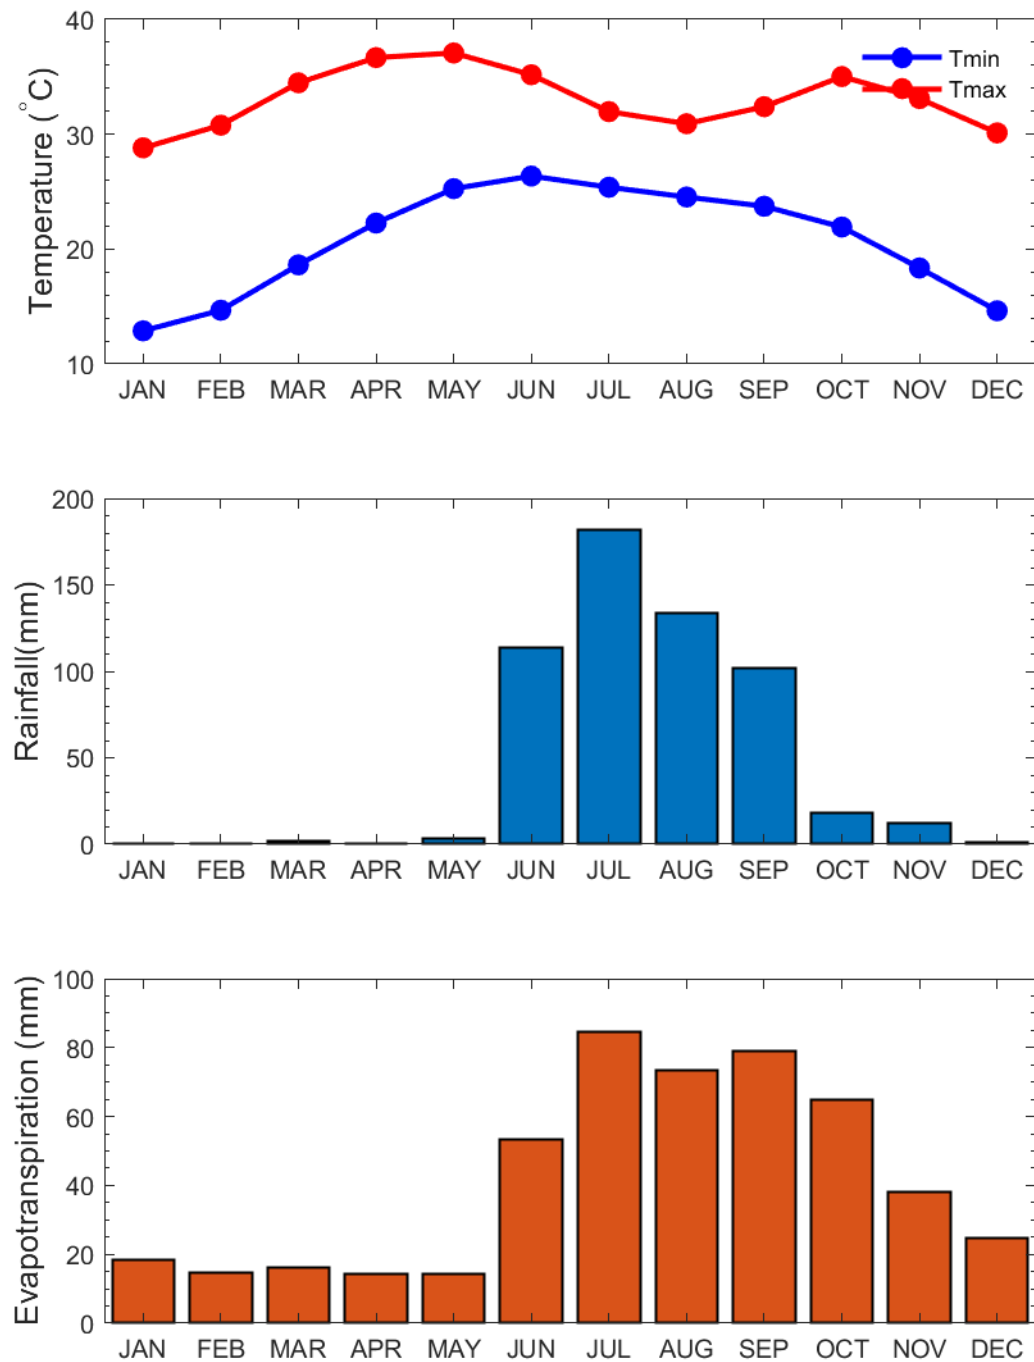 40
30
20
10
Temperature (°C)
Tmin
Tmax
JAN FEB MAR APR MAY JUN JUL AUG SEP OCT NOV DEC
200
150
100
50
0
Rainfall(mm)
JAN FEB MAR APR MAY JUN JUL AUG SEP OCT NOV DEC
100
80
60
40
20
0
Evapotranspiration (mm)
JAN FEB MAR APR MAY JUN JUL AUG SEP OCT NOV DEC